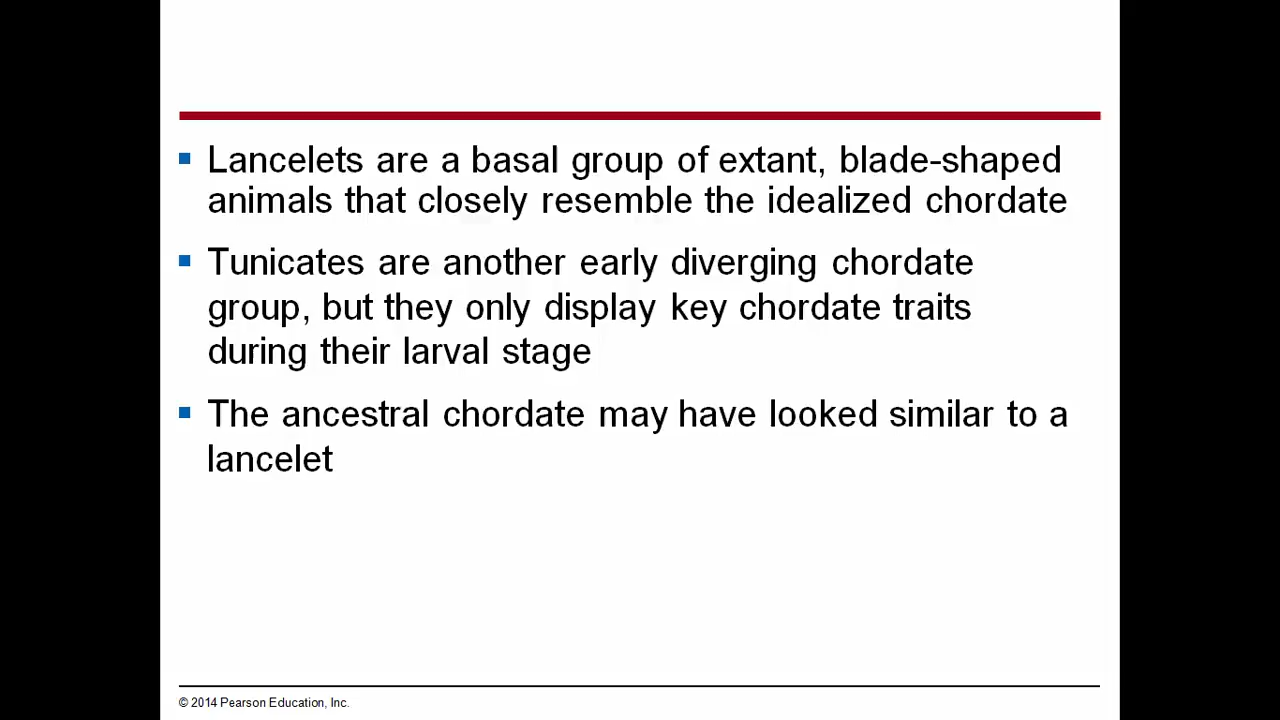 Lancelets are a basal group of extant, blade-shaped
animals that closely resemble the idealized chordate
Tunicates are another early diverging chordate
group, but they only display key chordate traits
during their larval stage
The ancestral chordate may have looked similar to a
lancelet
© 2014 Pearson Education, Inc.